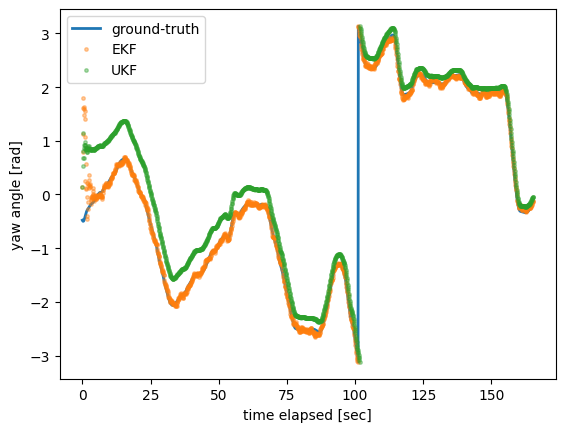 ground-truth
EKF
UKF
yaw angle [rad]
3
2
1
0
−1
−2
−3
0
25
50
75
100
125
150
time elapsed [sec]